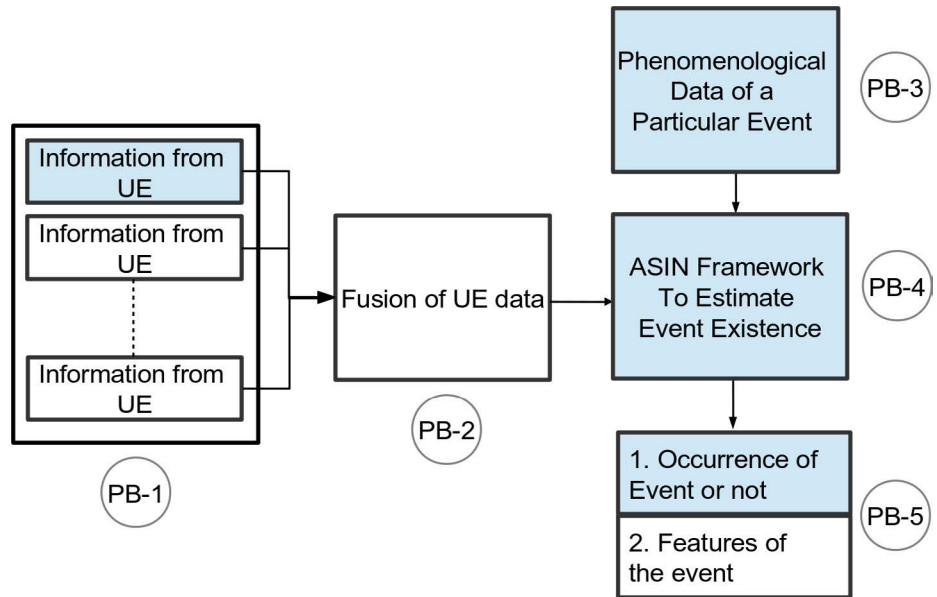 Information from
UE
Information from
UE
Information from
UE
PB-1
Fusion of UE data
PB-2
Phenomenological
Data of a
Particular Event
PB-3
ASIN Framework
To Estimate
Event Existence
PB-4
1. Occurrence of
Event or not
2. Features of
the event
PB-5